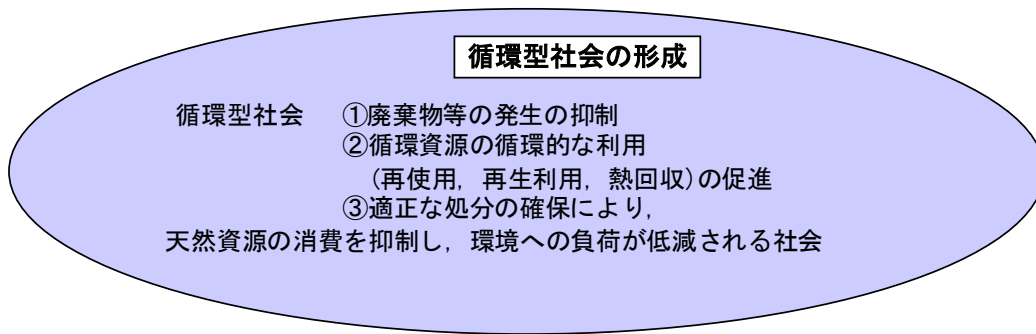 循環型社会の形成
循環型社会　①廃棄物等の発生の抑制
②循環資源の循環的な利用
(再使用，再生利用，熱回収)の促進
③適正な処分の確保により，
天然資源の消費を抑制し，環境への負荷が低減される社会